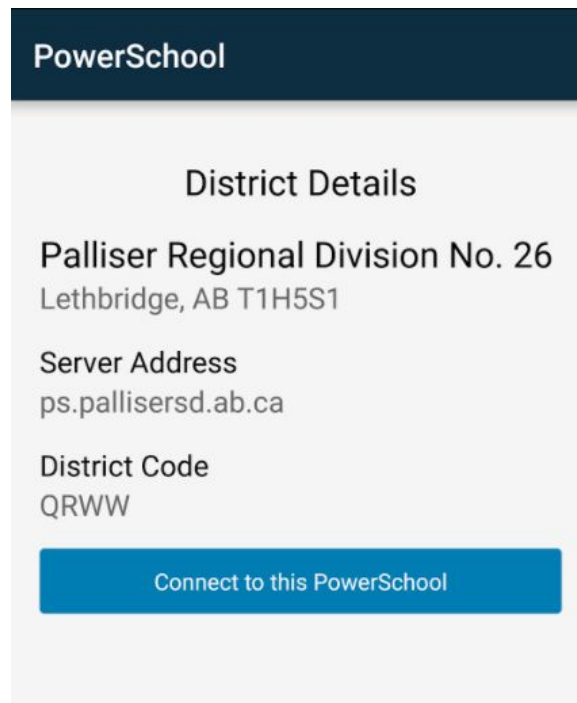 PowerSchool
District Details
Palliser Regional Division No. 26
Lethbridge, AB T1H5S1
Server Address
ps.pallisersd.ab.ca
District Code
QRWW
Connect to this PowerSchool